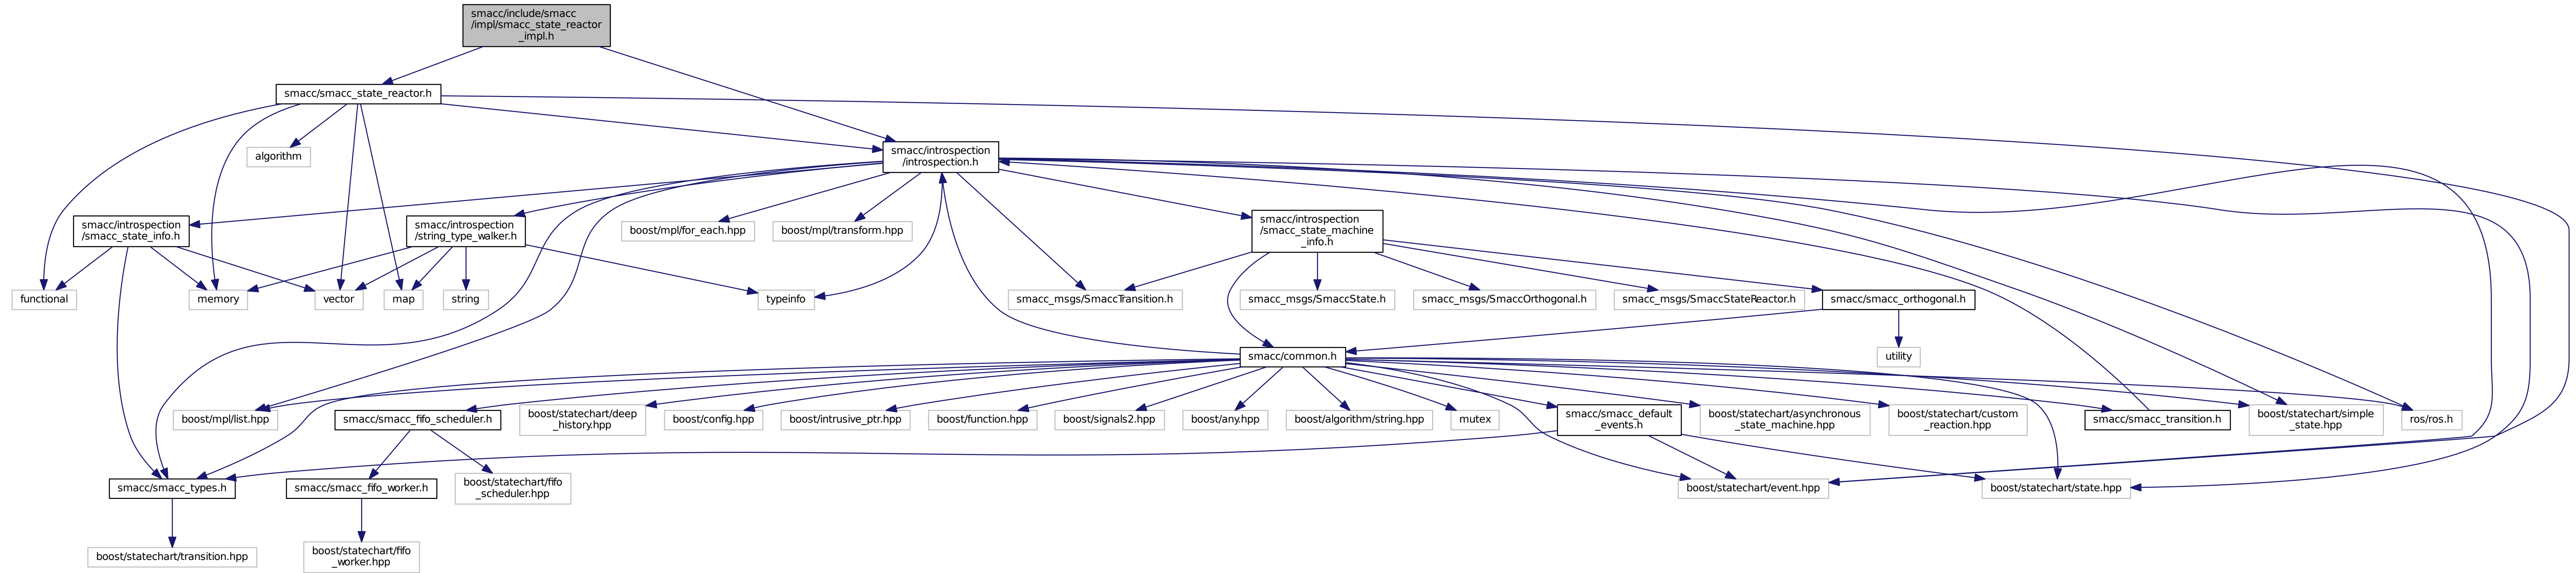 smacc/include/smacc
/impl/smacc_state_reactor
_impl.h
smacc/smacc_state_reactor.h
algorithm
smacc/introspection
/introspection.h
smacc/introspection
/smacc_state_info.h
smacc/introspection
/string_type_walker.h
boost/mpl/for_each.hpp
boost/mpl/transform.hpp
smacc/introspection
/smacc_state_machine
_info.h
functional
memory
vector
map
string
typeinfo
smacc_msgs/SmaccTransition.h
smacc_msgs/SmaccState.h
smacc_msgs/SmaccOrthogonal.h
smacc_msgs/SmaccStateReactor.h
smacc/smacc_orthogonal.h
smacc/common.h
utility
boost/mpl/list.hpp
smacc/smacc_fifo_scheduler.h
boost/statechart/deep
_history.hpp
boost/config.hpp
boost/intrusive_ptr.hpp
boost/function.hpp
boost/signals2.hpp
boost/any.hpp
boost/algorithm/string.hpp
mutex
smacc/smacc_default
_events.h
boost/statechart/asynchronous
_state_machine.hpp
boost/statechart/custom
_reaction.hpp
smacc/smacc_transition.h
boost/statechart/simple
_state.hpp
ros/ros.h
smacc/smacc_types.h
smacc/smacc_fifo_worker.h
boost/statechart/fifo
_scheduler.hpp
boost/statechart/event.hpp
boost/statechart/state.hpp
boost/statechart/transition.hpp
boost/statechart/fifo
_worker.hpp